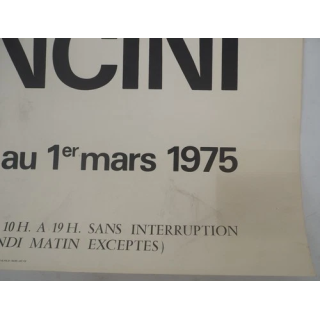 NCINI
au 1er mars 1975
10 H. A 19 H. SANS INTERRUPTION
NDI MATIN EXCEPTES)